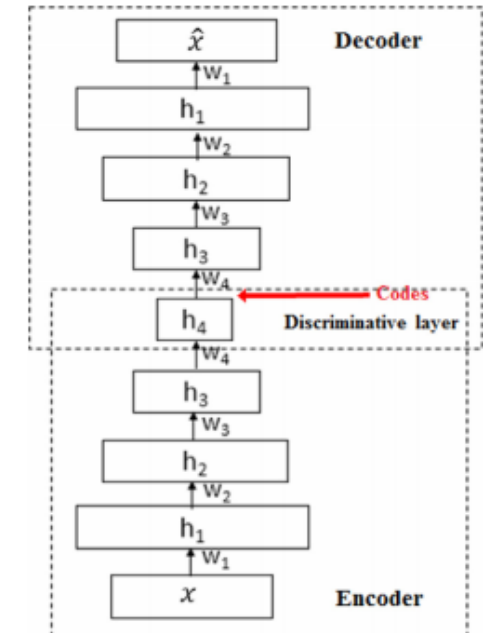 x̂
Decoder
w₁
h₁
w₂
h₂
w₃
h₃
w₄
Codes
h₄
Discriminative layer
w₄
h₃
w₃
h₂
w₂
h₁
w₁
x
Encoder